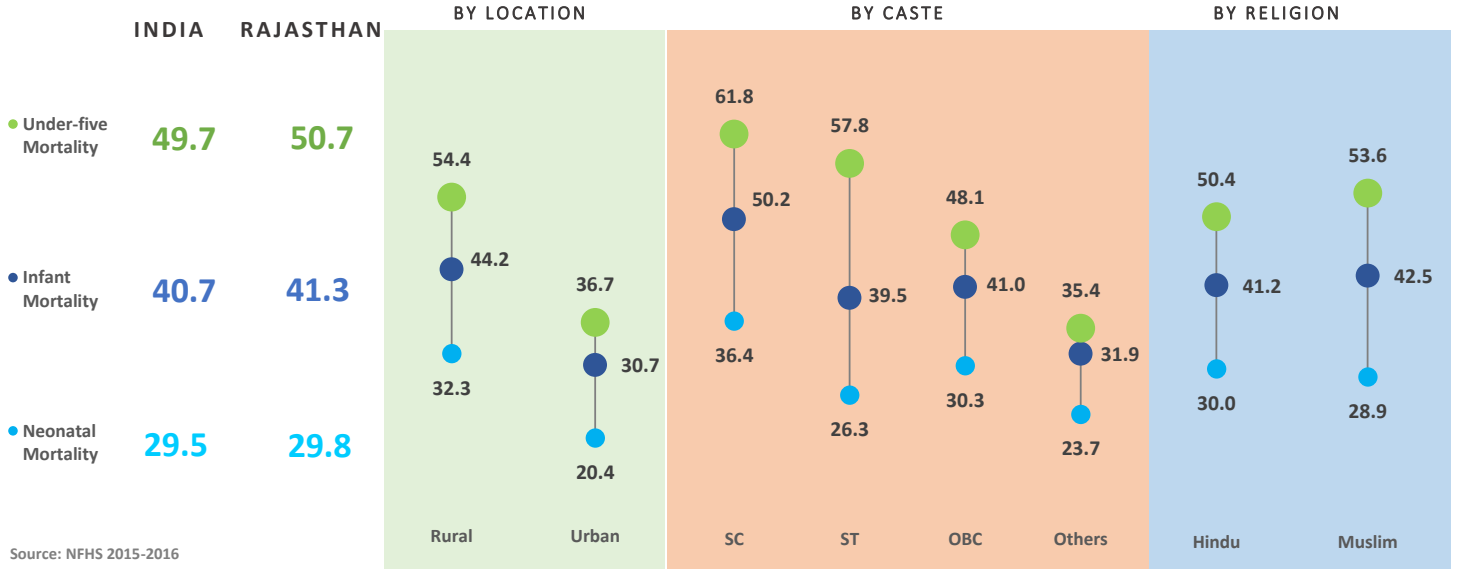 INDIA RAJASTHAN
BY LOCATION BY CASTE BY RELIGION
Under-five
Mortality
49.7 50.7
Infant
Mortality
40.7 41.3
Neonatal
Mortality
29.5 29.8
54.4
44.2
32.3
Rural
36.7
30.7
20.4
Urban
61.8
50.2
36.4
SC
57.8
39.5
26.3
ST
48.1
41.0
30.3
OBC
35.4
31.9
23.7
Others
50.4
41.2
30.0
Hindu
53.6
42.5
28.9
Muslim
Source: NFHS 2015-2016